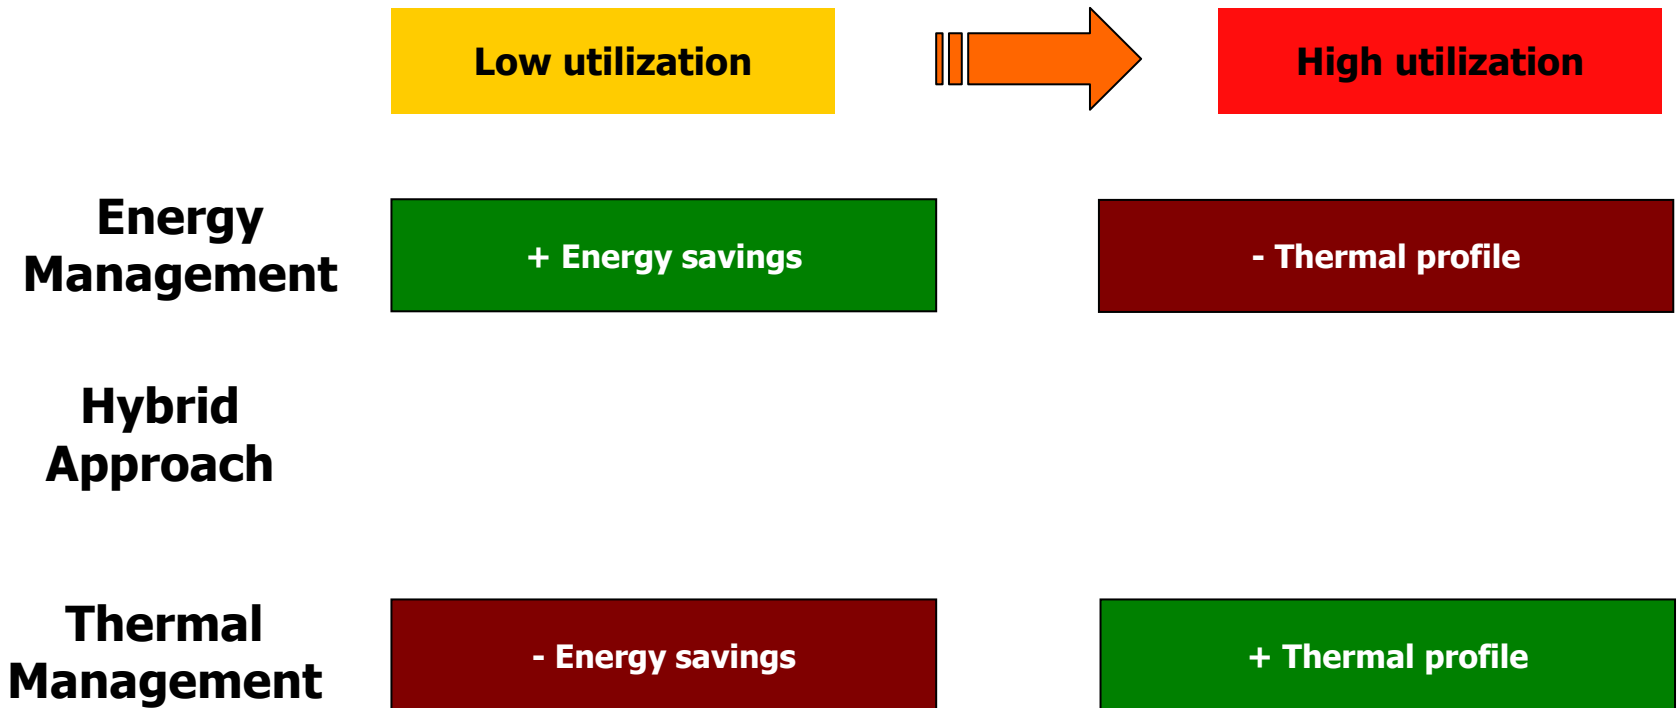 Low utilization
High utilization
Energy
Management
+ Energy savings
- Thermal profile
Hybrid
Approach
Thermal
Management
- Energy savings
+ Thermal profile